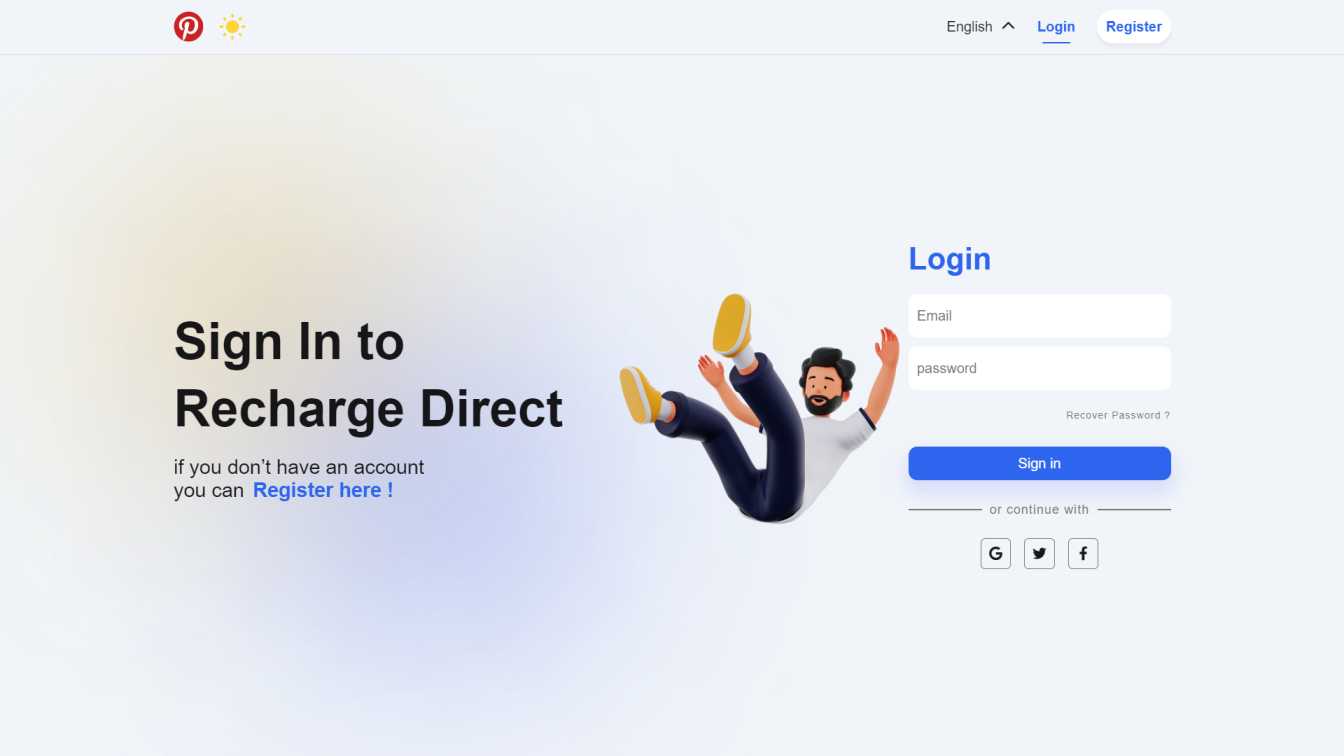 English
Login
Register
Sign In to
Recharge Direct
if you don’t have an account
you can Register here !
Login
Email
password
Recover Password ?
Sign in
or continue with